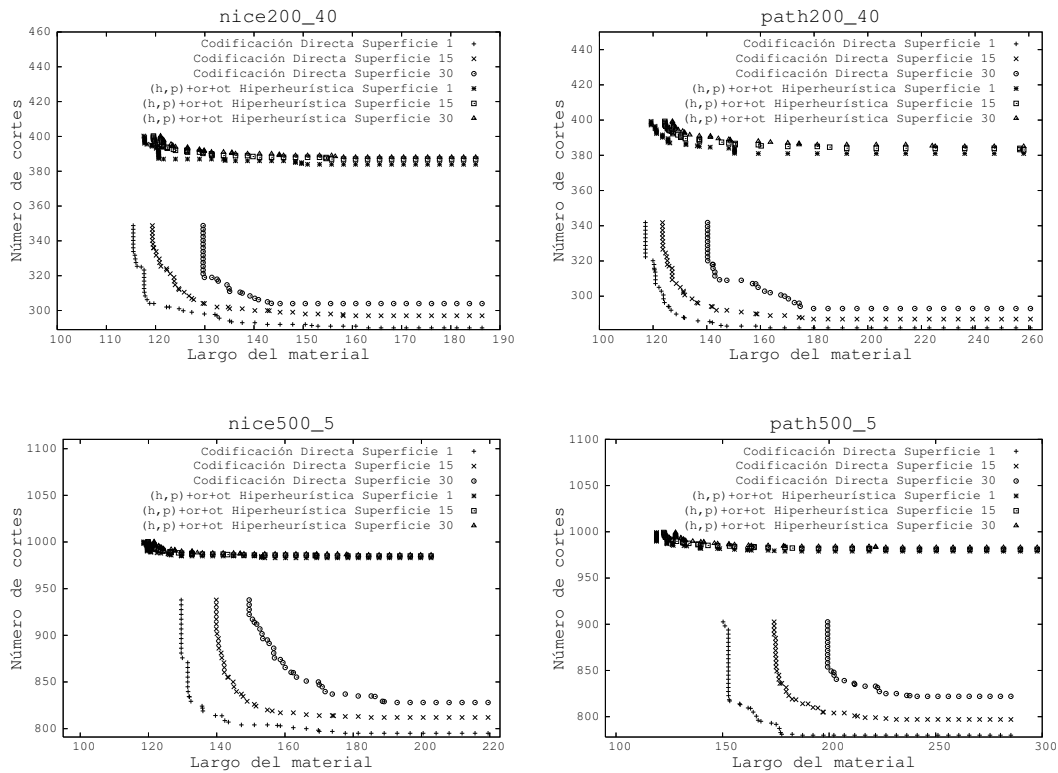 nice200_40
460
440
420
400
380
360
340
320
300
Número de cortes
Codificación Directa Superficie 1
Codificación Directa Superficie 15
Codificación Directa Superficie 30
(h,p)+or+ot Hiperheurística Superficie 1
(h,p)+or+ot Hiperheurística Superficie 15
(h,p)+or+ot Hiperheurística Superficie 30
100 110 120 130 140 150 160 170 180 190
Largo del material
path200_40
440
420
400
380
360
340
320
300
Número de cortes
Codificación Directa Superficie 1
Codificación Directa Superficie 15
Codificación Directa Superficie 30
(h,p)+or+ot Hiperheurística Superficie 1
(h,p)+or+ot Hiperheurística Superficie 15
(h,p)+or+ot Hiperheurística Superficie 30
100 120 140 160 180 200 220 240 260
Largo del material
nice500_5
1100
1050
1000
950
900
850
800
Número de cortes
Codificación Directa Superficie 1
Codificación Directa Superficie 15
Codificación Directa Superficie 30
(h,p)+or+ot Hiperheurística Superficie 1
(h,p)+or+ot Hiperheurística Superficie 15
(h,p)+or+ot Hiperheurística Superficie 30
100 120 140 160 180 200 220
Largo del material
path500_5
1100
1050
1000
950
900
850
800
Número de cortes
Codificación Directa Superficie 1
Codificación Directa Superficie 15
Codificación Directa Superficie 30
(h,p)+or+ot Hiperheurística Superficie 1
(h,p)+or+ot Hiperheurística Superficie 15
(h,p)+or+ot Hiperheurística Superficie 30
100 150 200 250 300
Largo del material